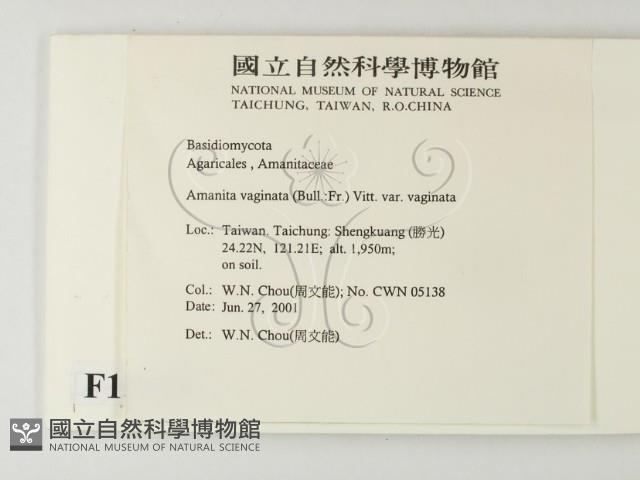 國立自然科學博物館
NATIONAL MUSEUM OF NATURAL SCIENCE
TAICHUNG, TAIWAN, R.O.CHINA
Basidiomycota
Agaricales , Amanitaceae
Amanita vaginata (Bull.:Fr.) Vitt. var. vaginata
Loc.: Taiwan. Taichung: Shengkuang (勝光)
24.22N, 121.21E; alt. 1,950m;
on soil.
Col.: W.N. Chou(周文能); No. CWN 05138
Date: Jun. 27, 2001
Det.: W.N. Chou(周文能)
F1
國立自然科學博物館
NATIONAL MUSEUM OF NATURAL SCIENCE